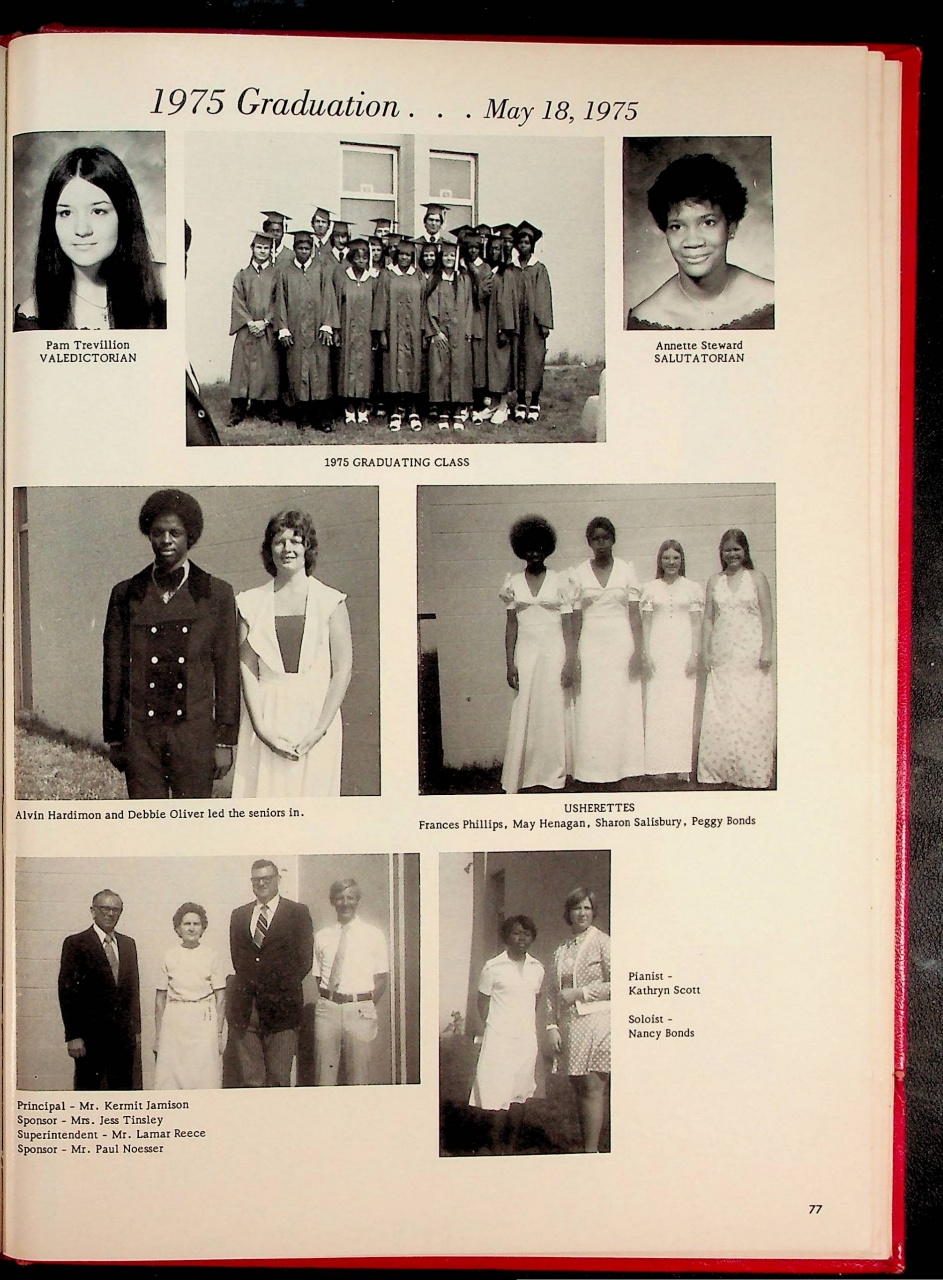 1975 Graduation . . . May 18, 1975
Pam Trevillion
VALEDICTORIAN
Annette Steward
SALUTATORIAN
1975 GRADUATING CLASS
Alvin Hardimon and Debbie Oliver led the seniors in.
USHERETTES
Frances Phillips, May Henagan, Sharon Salisbury, Peggy Bonds
Principal - Mr. Kermit Jamison
Sponsor - Mrs. Jess Tinsley
Superintendent - Mr. Lamar Reece
Sponsor - Mr. Paul Noesser
Pianist -
Kathryn Scott
Soloist -
Nancy Bonds
77